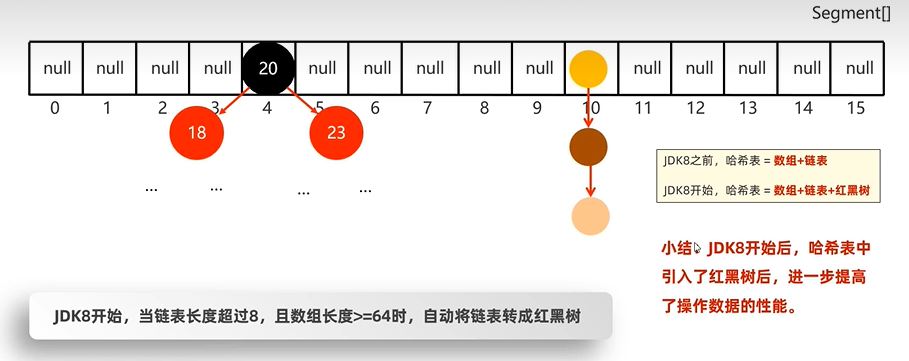 Segment[]
null null null null 20 null null null null null null null null null null
0 1 2 3 4 5 6 7 8 9 10 11 12 13 14 15
18 23
... ... ... ...
JDK8之前，哈希表 = 数组+链表
JDK8开始，哈希表 = 数组+链表+红黑树
小结：JDK8开始后，哈希表中
引入了红黑树后，进一步提高
了操作数据的性能。
JDK8开始，当链表长度超过8，且数组长度>=64时，自动将链表转成红黑树